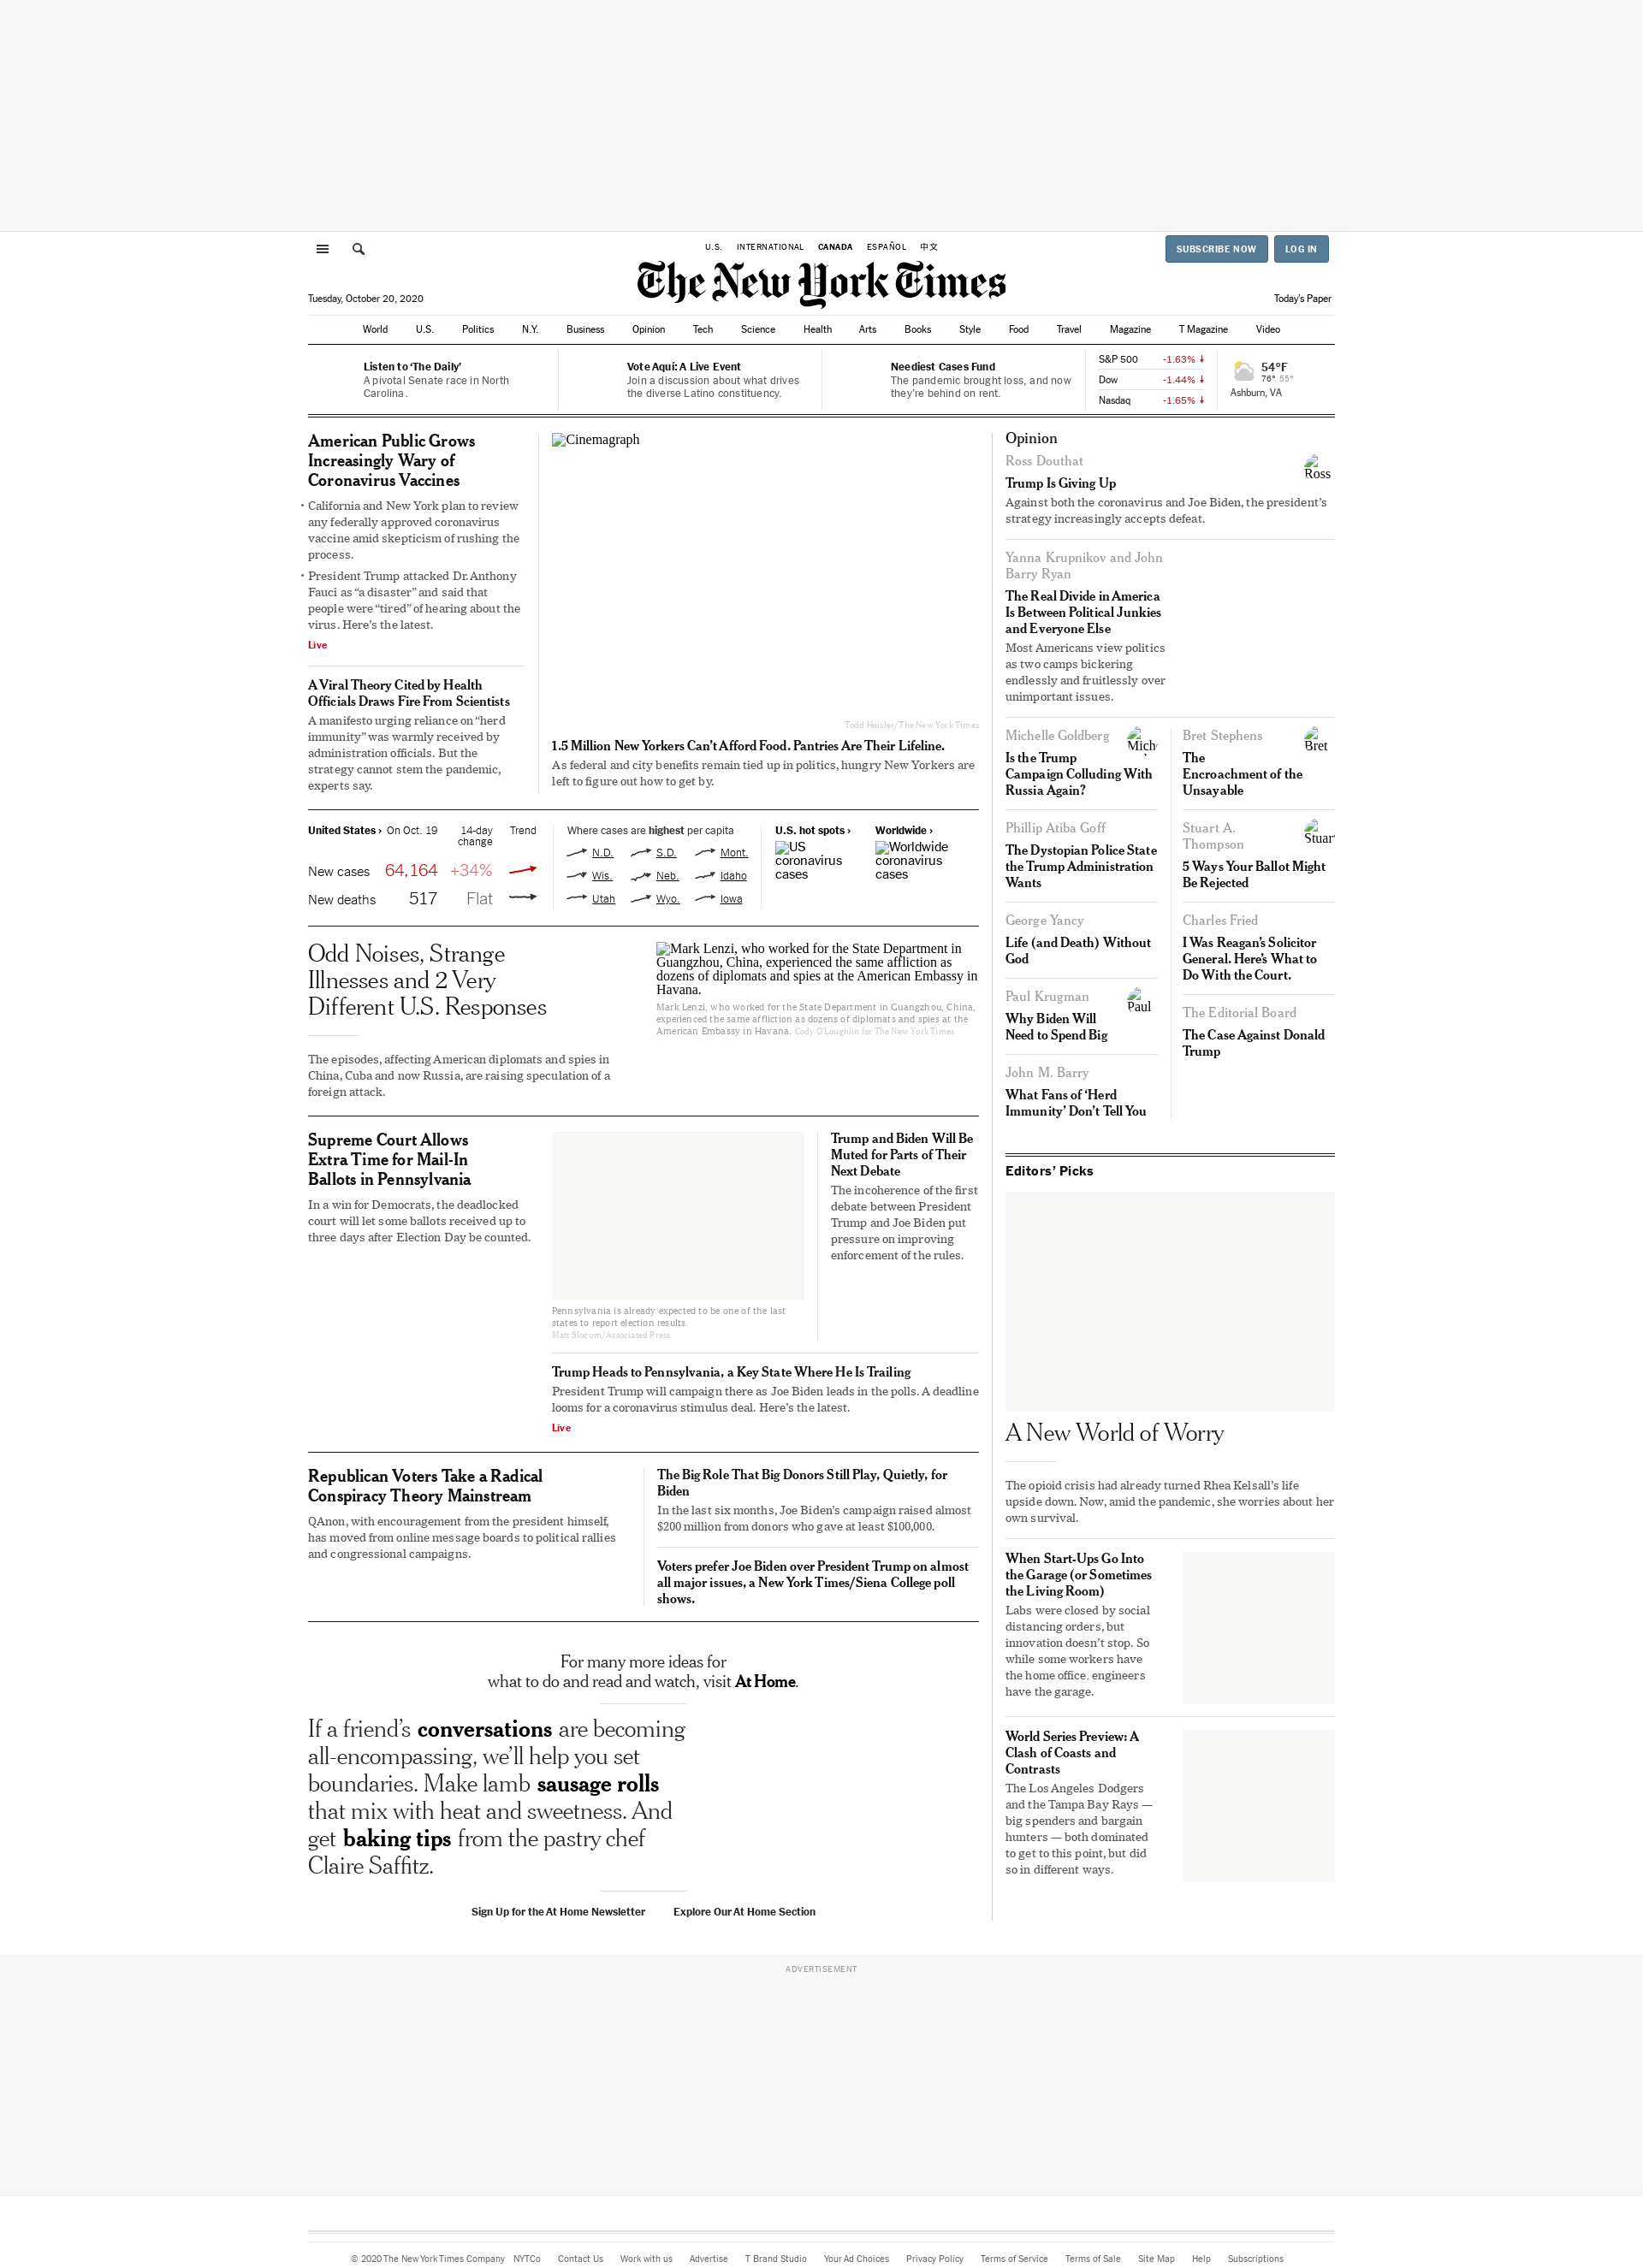 U.S. INTERNATIONAL CANADA ESPAÑOL 中文
SUBSCRIBE NOW LOG IN
The New York Times
Tuesday, October 20, 2020
Today's Paper
World U.S. Politics N.Y. Business Opinion Tech Science Health Arts Books Style Food Travel Magazine T Magazine Video
Listen to ‘The Daily’
A pivotal Senate race in North
Carolina.
Vote Aquí: A Live Event
Join a discussion about what drives
the diverse Latino constituency.
Neediest Cases Fund
The pandemic brought loss, and now
they’re behind on rent.
S&P 500 -1.63%
Dow -1.44%
Nasdaq -1.65%
54°F
76° 55°
Ashburn, VA
American Public Grows
Increasingly Wary of
Coronavirus Vaccines
• California and New York plan to review
any federally approved coronavirus
vaccine amid skepticism of rushing the
process.
• President Trump attacked Dr. Anthony
Fauci as “a disaster” and said that
people were “tired” of hearing about the
virus. Here’s the latest.
Live
A Viral Theory Cited by Health
Officials Draws Fire From Scientists
A manifesto urging reliance on “herd
immunity” was warmly received by
administration officials. But the
strategy cannot stem the pandemic,
experts say.
Cinemagraph
Todd Heisler/The New York Times
1.5 Million New Yorkers Can’t Afford Food. Pantries Are Their Lifeline.
As federal and city benefits remain tied up in politics, hungry New Yorkers are
left to figure out how to get by.
United States › On Oct. 19 14-day
change Trend
New cases 64,164 +34%
New deaths 517 Flat
Where cases are highest per capita
N.D. S.D. Mont.
Wis. Neb. Idaho
Utah Wyo. Iowa
U.S. hot spots ›
US
coronavirus
cases
Worldwide ›
Worldwide
coronavirus
cases
Odd Noises, Strange
Illnesses and 2 Very
Different U.S. Responses
The episodes, affecting American diplomats and spies in
China, Cuba and now Russia, are raising speculation of a
foreign attack.
Mark Lenzi, who worked for the State Department in
Guangzhou, China, experienced the same affliction as
dozens of diplomats and spies at the American Embassy in
Havana.
Mark Lenzi, who worked for the State Department in Guangzhou, China,
experienced the same affliction as dozens of diplomats and spies at the
American Embassy in Havana. Cody O’Loughlin for The New York Times
Supreme Court Allows
Extra Time for Mail-In
Ballots in Pennsylvania
In a win for Democrats, the deadlocked
court will let some ballots received up to
three days after Election Day be counted.
Pennsylvania is already expected to be one of the last
states to report election results.
Matt Slocum/Associated Press
Trump and Biden Will Be
Muted for Parts of Their
Next Debate
The incoherence of the first
debate between President
Trump and Joe Biden put
pressure on improving
enforcement of the rules.
Trump Heads to Pennsylvania, a Key State Where He Is Trailing
President Trump will campaign there as Joe Biden leads in the polls. A deadline
looms for a coronavirus stimulus deal. Here’s the latest.
Live
Republican Voters Take a Radical
Conspiracy Theory Mainstream
QAnon, with encouragement from the president himself,
has moved from online message boards to political rallies
and congressional campaigns.
The Big Role That Big Donors Still Play, Quietly, for
Biden
In the last six months, Joe Biden’s campaign raised almost
$200 million from donors who gave at least $100,000.
Voters prefer Joe Biden over President Trump on almost
all major issues, a New York Times/Siena College poll
shows.
For many more ideas for
what to do and read and watch, visit At Home.
If a friend’s conversations are becoming
all-encompassing, we’ll help you set
boundaries. Make lamb sausage rolls
that mix with heat and sweetness. And
get baking tips from the pastry chef
Claire Saffitz.
Sign Up for the At Home Newsletter Explore Our At Home Section
Opinion
Ross Douthat
Ross
Trump Is Giving Up
Against both the coronavirus and Joe Biden, the president’s
strategy increasingly accepts defeat.
Yanna Krupnikov and John
Barry Ryan
The Real Divide in America
Is Between Political Junkies
and Everyone Else
Most Americans view politics
as two camps bickering
endlessly and fruitlessly over
unimportant issues.
Michelle Goldberg
Is the Trump
Campaign Colluding With
Russia Again?
Phillip Atiba Goff
The Dystopian Police State
the Trump Administration
Wants
George Yancy
Life (and Death) Without
God
Paul Krugman
Paul
Why Biden Will
Need to Spend Big
John M. Barry
What Fans of ‘Herd
Immunity’ Don’t Tell You
Bret Stephens
Bret
The
Encroachment of the
Unsayable
Stuart A.
Thompson
Stuart
5 Ways Your Ballot Might
Be Rejected
Charles Fried
I Was Reagan’s Solicitor
General. Here’s What to
Do With the Court.
The Editorial Board
The Case Against Donald
Trump
Editors’ Picks
A New World of Worry
The opioid crisis had already turned Rhea Kelsall’s life
upside down. Now, amid the pandemic, she worries about her
own survival.
When Start-Ups Go Into
the Garage (or Sometimes
the Living Room)
Labs were closed by social
distancing orders, but
innovation doesn’t stop. So
while some workers have
the home office, engineers
have the garage.
World Series Preview: A
Clash of Coasts and
Contrasts
The Los Angeles Dodgers
and the Tampa Bay Rays —
big spenders and bargain
hunters — both dominated
to get to this point, but did
so in different ways.
ADVERTISEMENT
© 2020 The New York Times Company NYTCo Contact Us Work with us Advertise T Brand Studio Your Ad Choices Privacy Policy Terms of Service Terms of Sale Site Map Help Subscriptions